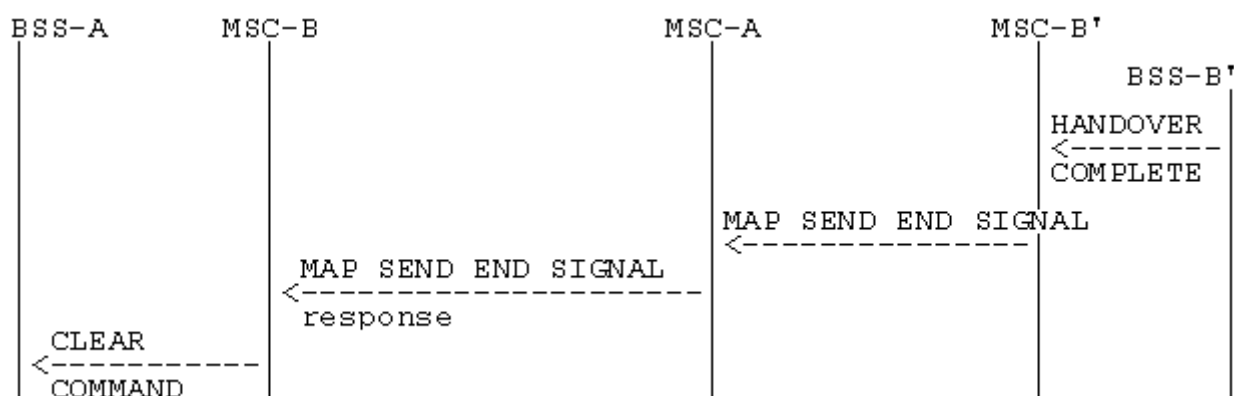 BSS-A MSC-B MSC-A MSC-B'
BSS-B'
HANDOVER
COMPLETE
MAP SEND END SIGNAL
MAP SEND END SIGNAL
response
CLEAR
COMMAND